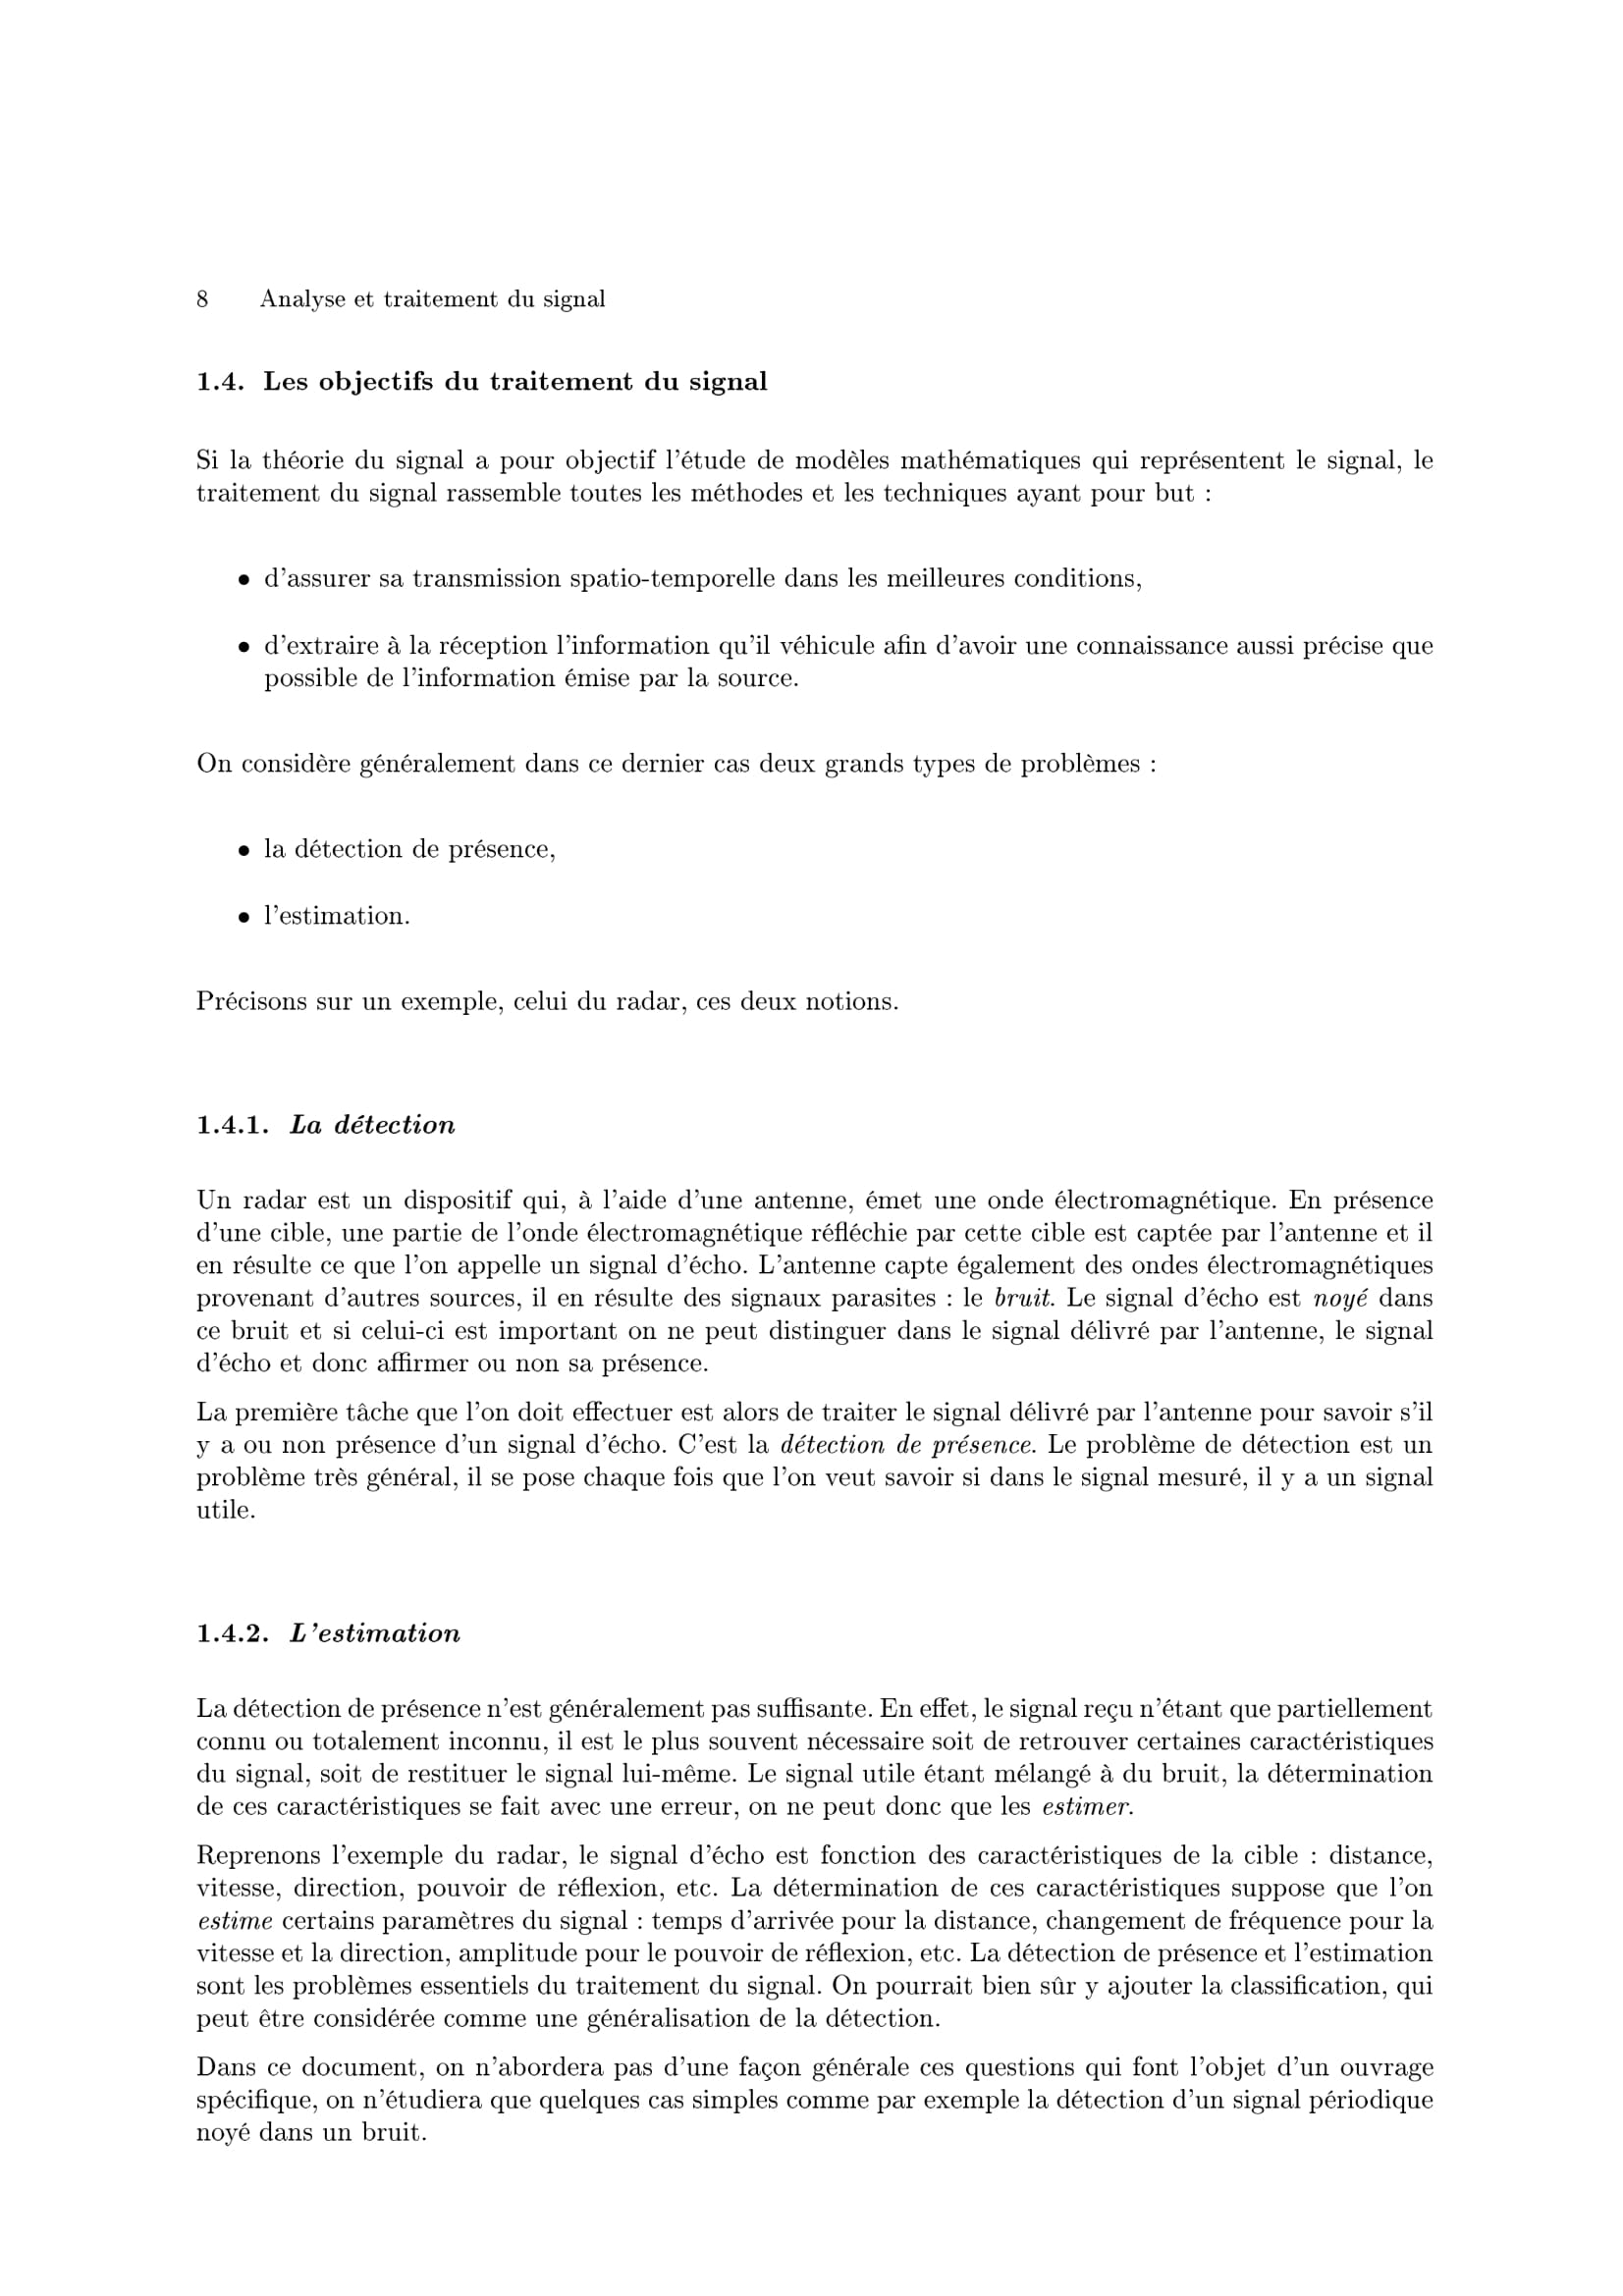 8 Analyse et traitement du signal
1.4. Les objectifs du traitement du signal
Si la théorie du signal a pour objectif l'étude de modèles mathématiques qui représentent le signal, le
traitement du signal rassemble toutes les méthodes et les techniques ayant pour but :
• d'assurer sa transmission spatio-temporelle dans les meilleures conditions,
• d'extraire à la réception l'information qu'il véhicule afin d'avoir une connaissance aussi précise que
possible de l'information émise par la source.
On considère généralement dans ce dernier cas deux grands types de problèmes :
• la détection de présence,
• l'estimation.
Précisons sur un exemple, celui du radar, ces deux notions.
1.4.1. La détection
Un radar est un dispositif qui, à l'aide d'une antenne, émet une onde électromagnétique. En présence
d'une cible, une partie de l'onde électromagnétique réfléchie par cette cible est captée par l'antenne et il
en résulte ce que l'on appelle un signal d'écho. L'antenne capte également des ondes électromagnétiques
provenant d'autres sources, il en résulte des signaux parasites : le bruit. Le signal d'écho est noyé dans
ce bruit et si celui-ci est important on ne peut distinguer dans le signal délivré par l'antenne, le signal
d'écho et donc affirmer ou non sa présence.
La première tâche que l'on doit effectuer est alors de traiter le signal délivré par l'antenne pour savoir s'il
y a ou non présence d'un signal d'écho. C'est la détection de présence. Le problème de détection est un
problème très général, il se pose chaque fois que l'on veut savoir si dans le signal mesuré, il y a un signal
utile.
1.4.2. L'estimation
La détection de présence n'est généralement pas suffisante. En effet, le signal reçu n'étant que partiellement
connu ou totalement inconnu, il est le plus souvent nécessaire soit de retrouver certaines caractéristiques
du signal, soit de restituer le signal lui-même. Le signal utile étant mélangé à du bruit, la détermination
de ces caractéristiques se fait avec une erreur, on ne peut donc que les estimer.
Reprenons l'exemple du radar, le signal d'écho est fonction des caractéristiques de la cible : distance,
vitesse, direction, pouvoir de réflexion, etc. La détermination de ces caractéristiques suppose que l'on
estime certains paramètres du signal : temps d'arrivée pour la distance, changement de fréquence pour la
vitesse et la direction, amplitude pour le pouvoir de réflexion, etc. La détection de présence et l'estimation
sont les problèmes essentiels du traitement du signal. On pourrait bien sûr y ajouter la classification, qui
peut être considérée comme une généralisation de la détection.
Dans ce document, on n'abordera pas d'une façon générale ces questions qui font l'objet d'un ouvrage
spécifique, on n'étudiera que quelques cas simples comme par exemple la détection d'un signal périodique
noyé dans un bruit.